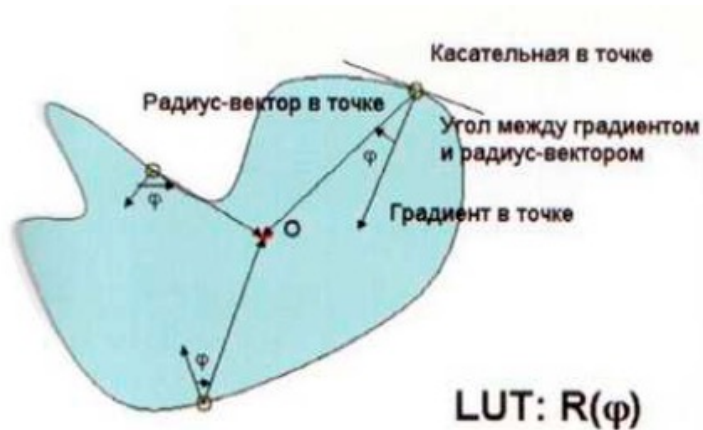 Касательная в точке
Радиус-вектор в точке
Угол между градиентом
и радиус-вектором
φ
φ
Градиент в точке
O
φ
LUT: R(φ)